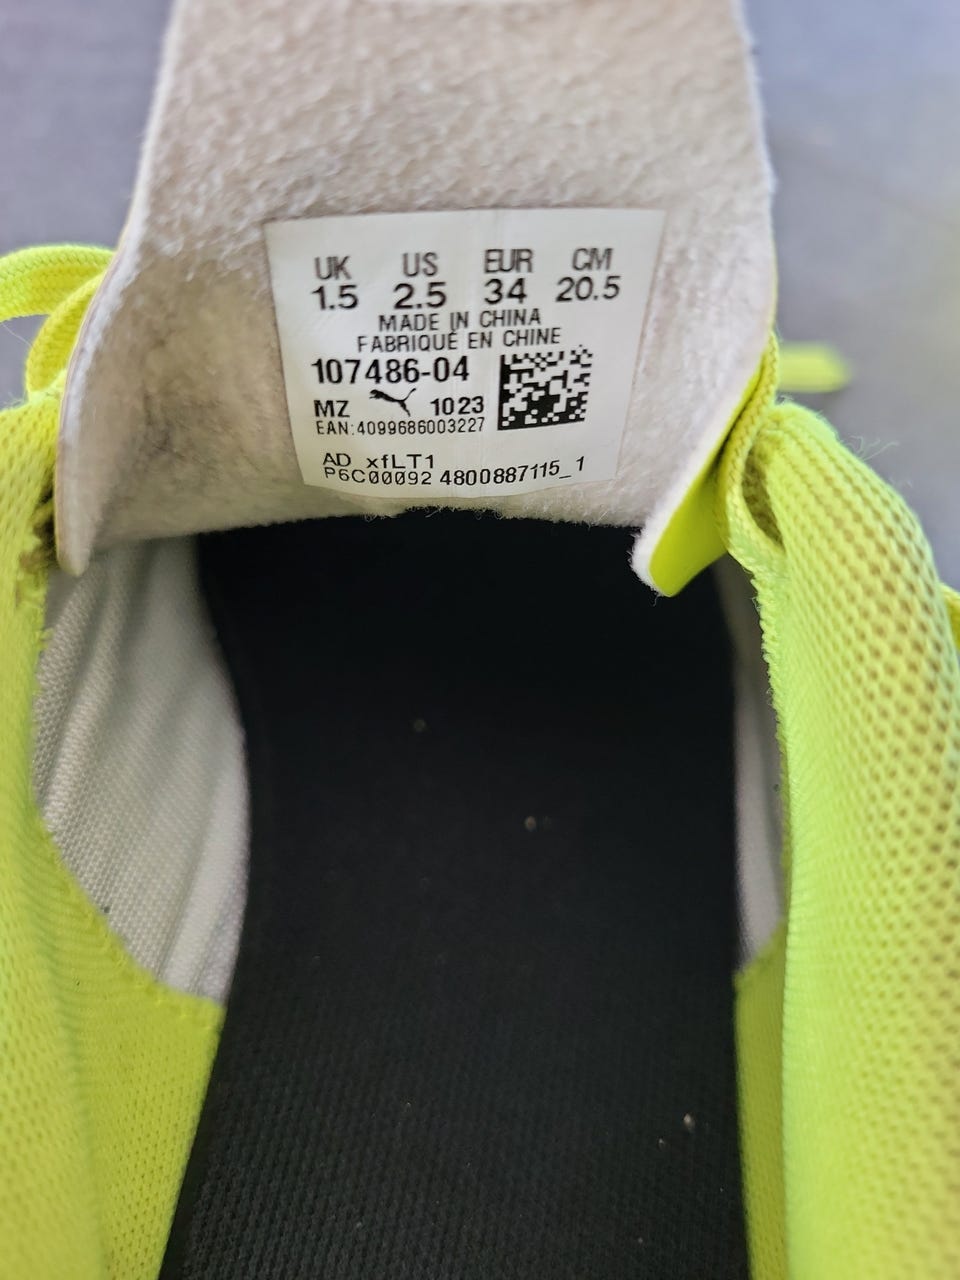 UK US EUR CM
1.5 2.5 34 20.5
MADE IN CHINA
FABRIQUÉ EN CHINE
107486-04
MZ 1023
EAN:4099686003227
AD xfLT1
P6C00092 4800887115_1